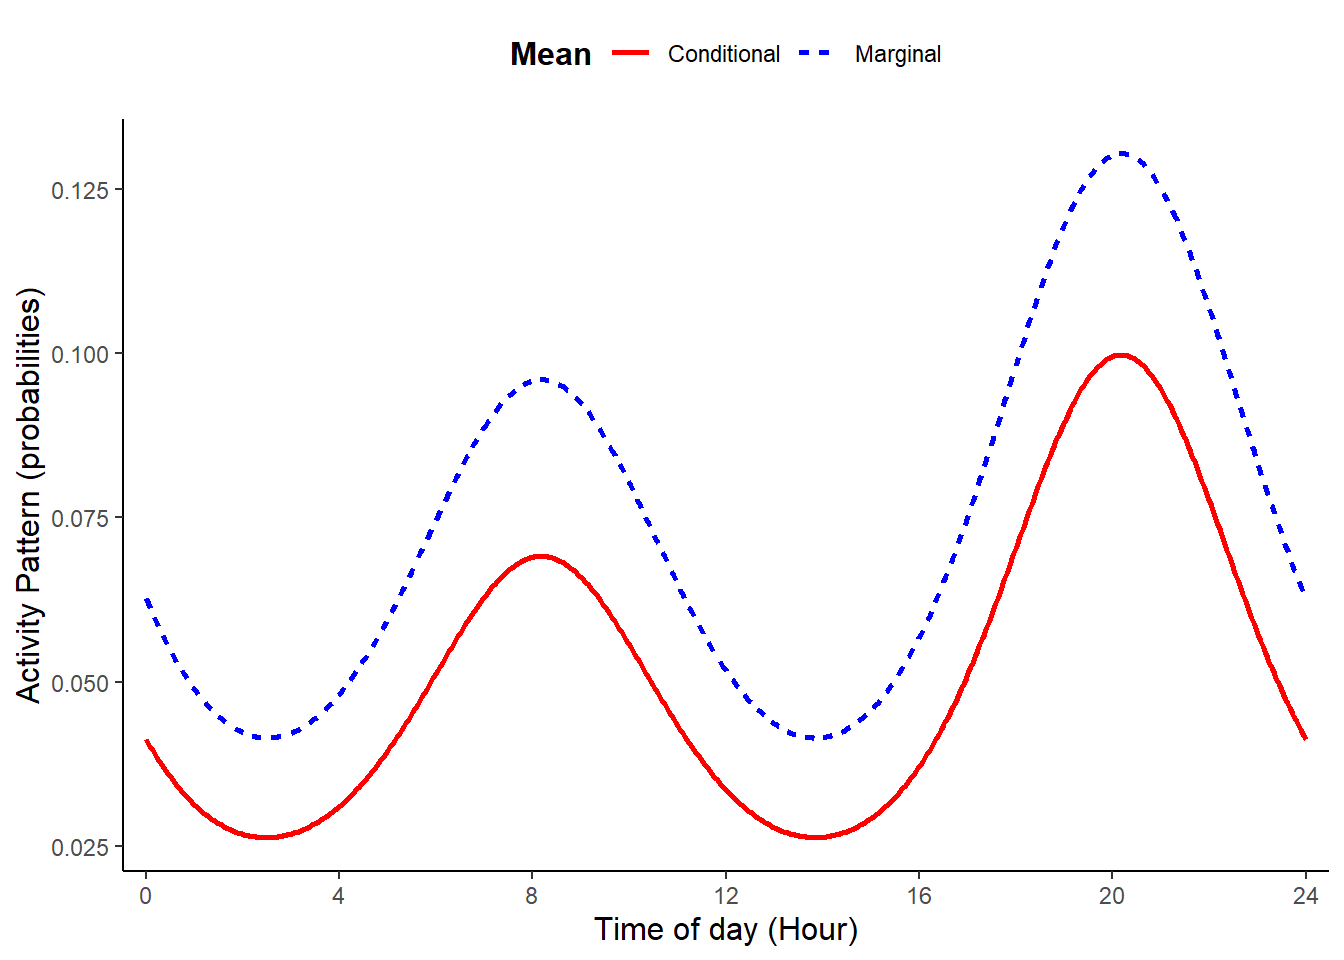 Mean Conditional Marginal
Activity Pattern (probabilities)
0.125
0.100
0.075
0.050
0.025
0 4 8 12 16 20 24
Time of day (Hour)